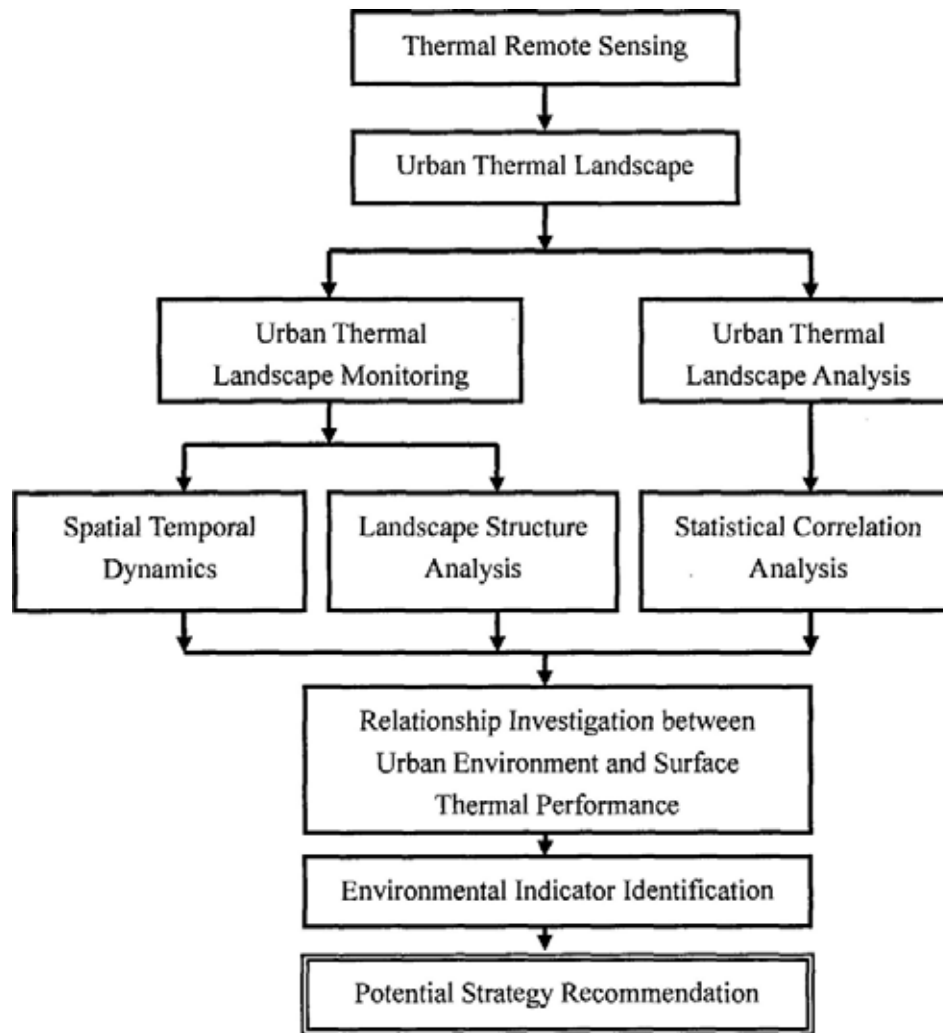 Thermal Remote Sensing
Urban Thermal Landscape
Urban Thermal
Landscape Monitoring
Urban Thermal
Landscape Analysis
Spatial Temporal
Dynamics
Landscape Structure
Analysis
Statistical Correlation
Analysis
Relationship Investigation between
Urban Environment and Surface
Thermal Performance
Environmental Indicator Identification
Potential Strategy Recommendation